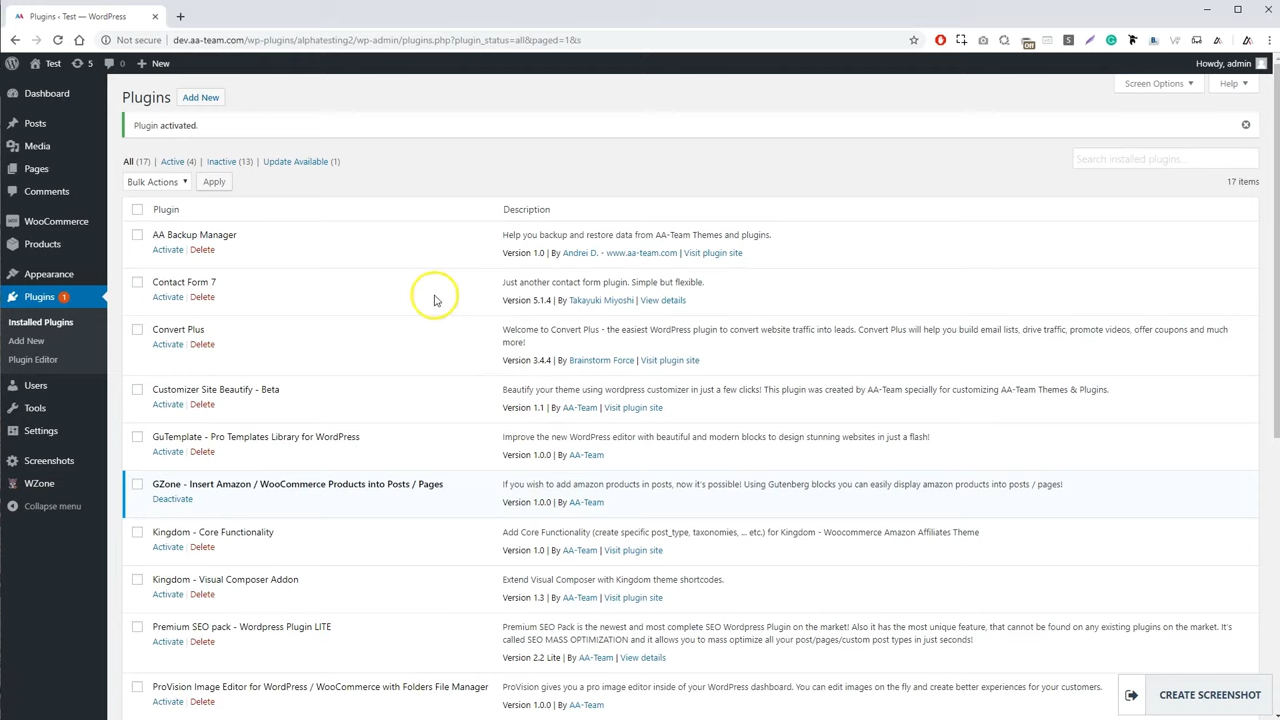 Plugins ‹ Test — WordPress
Not secure dev.aa-team.com/wp-plugins/alphatesting2/wp-admin/plugins.php?plugin_status=all&paged=1&s
Off
Test 5 0 New Howdy, admin
Dashboard
Posts
Media
Pages
Comments
WooCommerce
Products
Appearance
Plugins 1
Installed Plugins
Add New
Plugin Editor
Users
Tools
Settings
Screenshots
WZone
Collapse menu
Screen Options Help
Plugins Add New
Plugin activated.
All (17) | Active (4) | Inactive (13) | Update Available (1)
Search installed plugins...
Bulk Actions Apply 17 items
Plugin Description
AA Backup Manager
Activate | Delete
Help you backup and restore data from AA-Team Themes and plugins.
Version 1.0 | By Andrei D. - www.aa-team.com | Visit plugin site
Contact Form 7
Activate | Delete
Just another contact form plugin. Simple but flexible.
Version 5.1.4 | By Takayuki Miyoshi | View details
Convert Plus
Activate | Delete
Welcome to Convert Plus - the easiest WordPress plugin to convert website traffic into leads. Convert Plus will help you build email lists, drive traffic, promote videos, offer coupons and much
more!
Version 3.4.4 | By Brainstorm Force | Visit plugin site
Customizer Site Beautify - Beta
Activate | Delete
Beautify your theme using wordpress customizer in just a few clicks! This plugin was created by AA-Team specially for customizing AA-Team Themes & Plugins.
Version 1.1 | By AA-Team | Visit plugin site
GuTemplate - Pro Templates Library for WordPress
Activate | Delete
Improve the new WordPress editor with beautiful and modern blocks to design stunning websites in just a flash!
Version 1.0.0 | By AA-Team
GZone - Insert Amazon / WooCommerce Products into Posts / Pages
Deactivate
If you wish to add amazon products in posts, now it's possible! Using Gutenberg blocks you can easily display amazon products into posts / pages!
Version 1.0.0 | By AA-Team
Kingdom - Core Functionality
Activate | Delete
Add Core Functionality (create specific post_type, taxonomies, ... etc.) for Kingdom - Woocommerce Amazon Affiliates Theme
Version 1.0 | By AA-Team | Visit plugin site
Kingdom - Visual Composer Addon
Activate | Delete
Extend Visual Composer with Kingdom theme shortcodes.
Version 1.3 | By AA-Team | Visit plugin site
Premium SEO pack - Wordpress Plugin LITE
Activate | Delete
Premium SEO Pack is the newest and most complete SEO Wordpress Plugin on the market! Also it has the most unique feature, that cannot be found on any existing plugins on the market. It's
called SEO MASS OPTIMIZATION and it allows you to mass optimize all your post/pages/custom post types in just seconds!
Version 2.2 Lite | By AA-Team | View details
ProVision Image Editor for WordPress / WooCommerce with Folders File Manager
Activate | Delete
ProVision gives you a pro image editor inside of your WordPress dashboard. You can edit images on the fly and create better experiences for your customers.
Version 1.0.0 | By AA-Team
CREATE SCREENSHOT